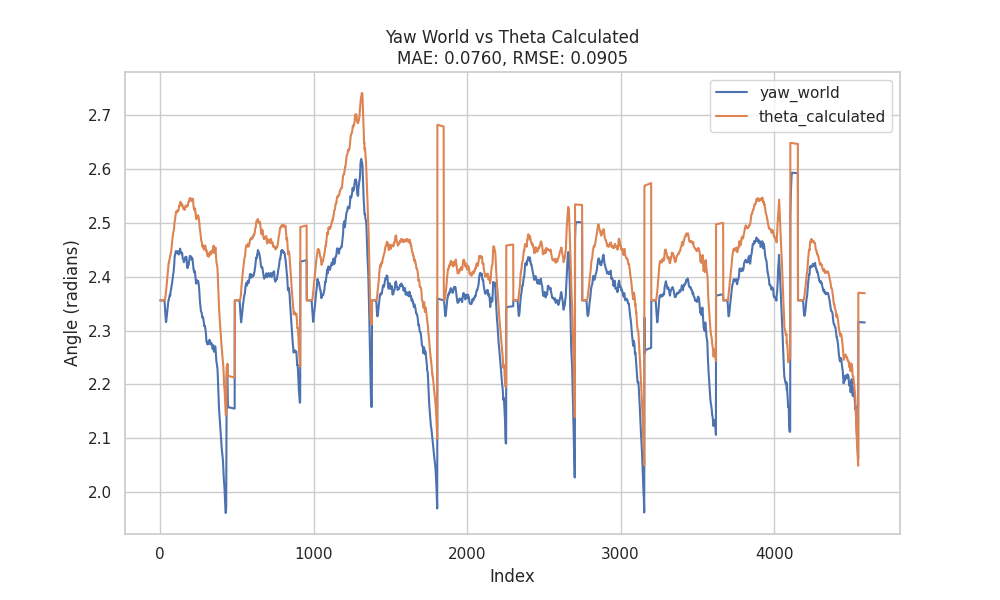 Yaw World vs Theta Calculated
MAE: 0.0760, RMSE: 0.0905
yaw_world
theta_calculated
Angle (radians)
2.7
2.6
2.5
2.4
2.3
2.2
2.1
2.0
0
1000
2000
3000
4000
Index